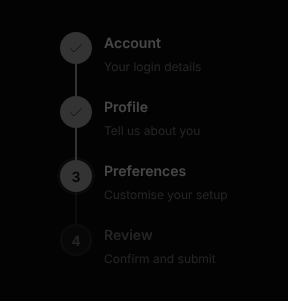 Account
Your login details
Profile
Tell us about you
3
Preferences
Customise your setup
4
Review
Confirm and submit